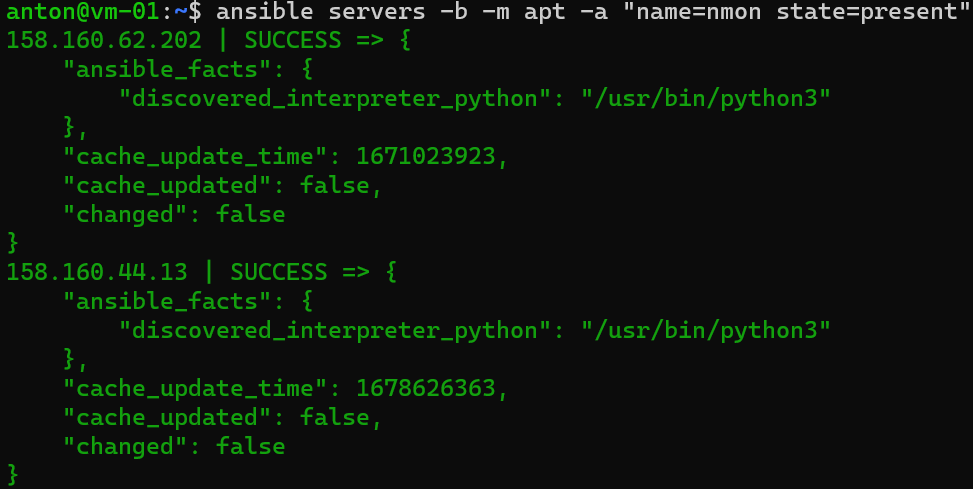 anton@vm-01:~$ ansible servers -b -m apt -a "name=nmon state=present"
158.160.62.202 | SUCCESS => {
    "ansible_facts": {
        "discovered_interpreter_python": "/usr/bin/python3"
    },
    "cache_update_time": 1671023923,
    "cache_updated": false,
    "changed": false
}
158.160.44.13 | SUCCESS => {
    "ansible_facts": {
        "discovered_interpreter_python": "/usr/bin/python3"
    },
    "cache_update_time": 1678626363,
    "cache_updated": false,
    "changed": false
}